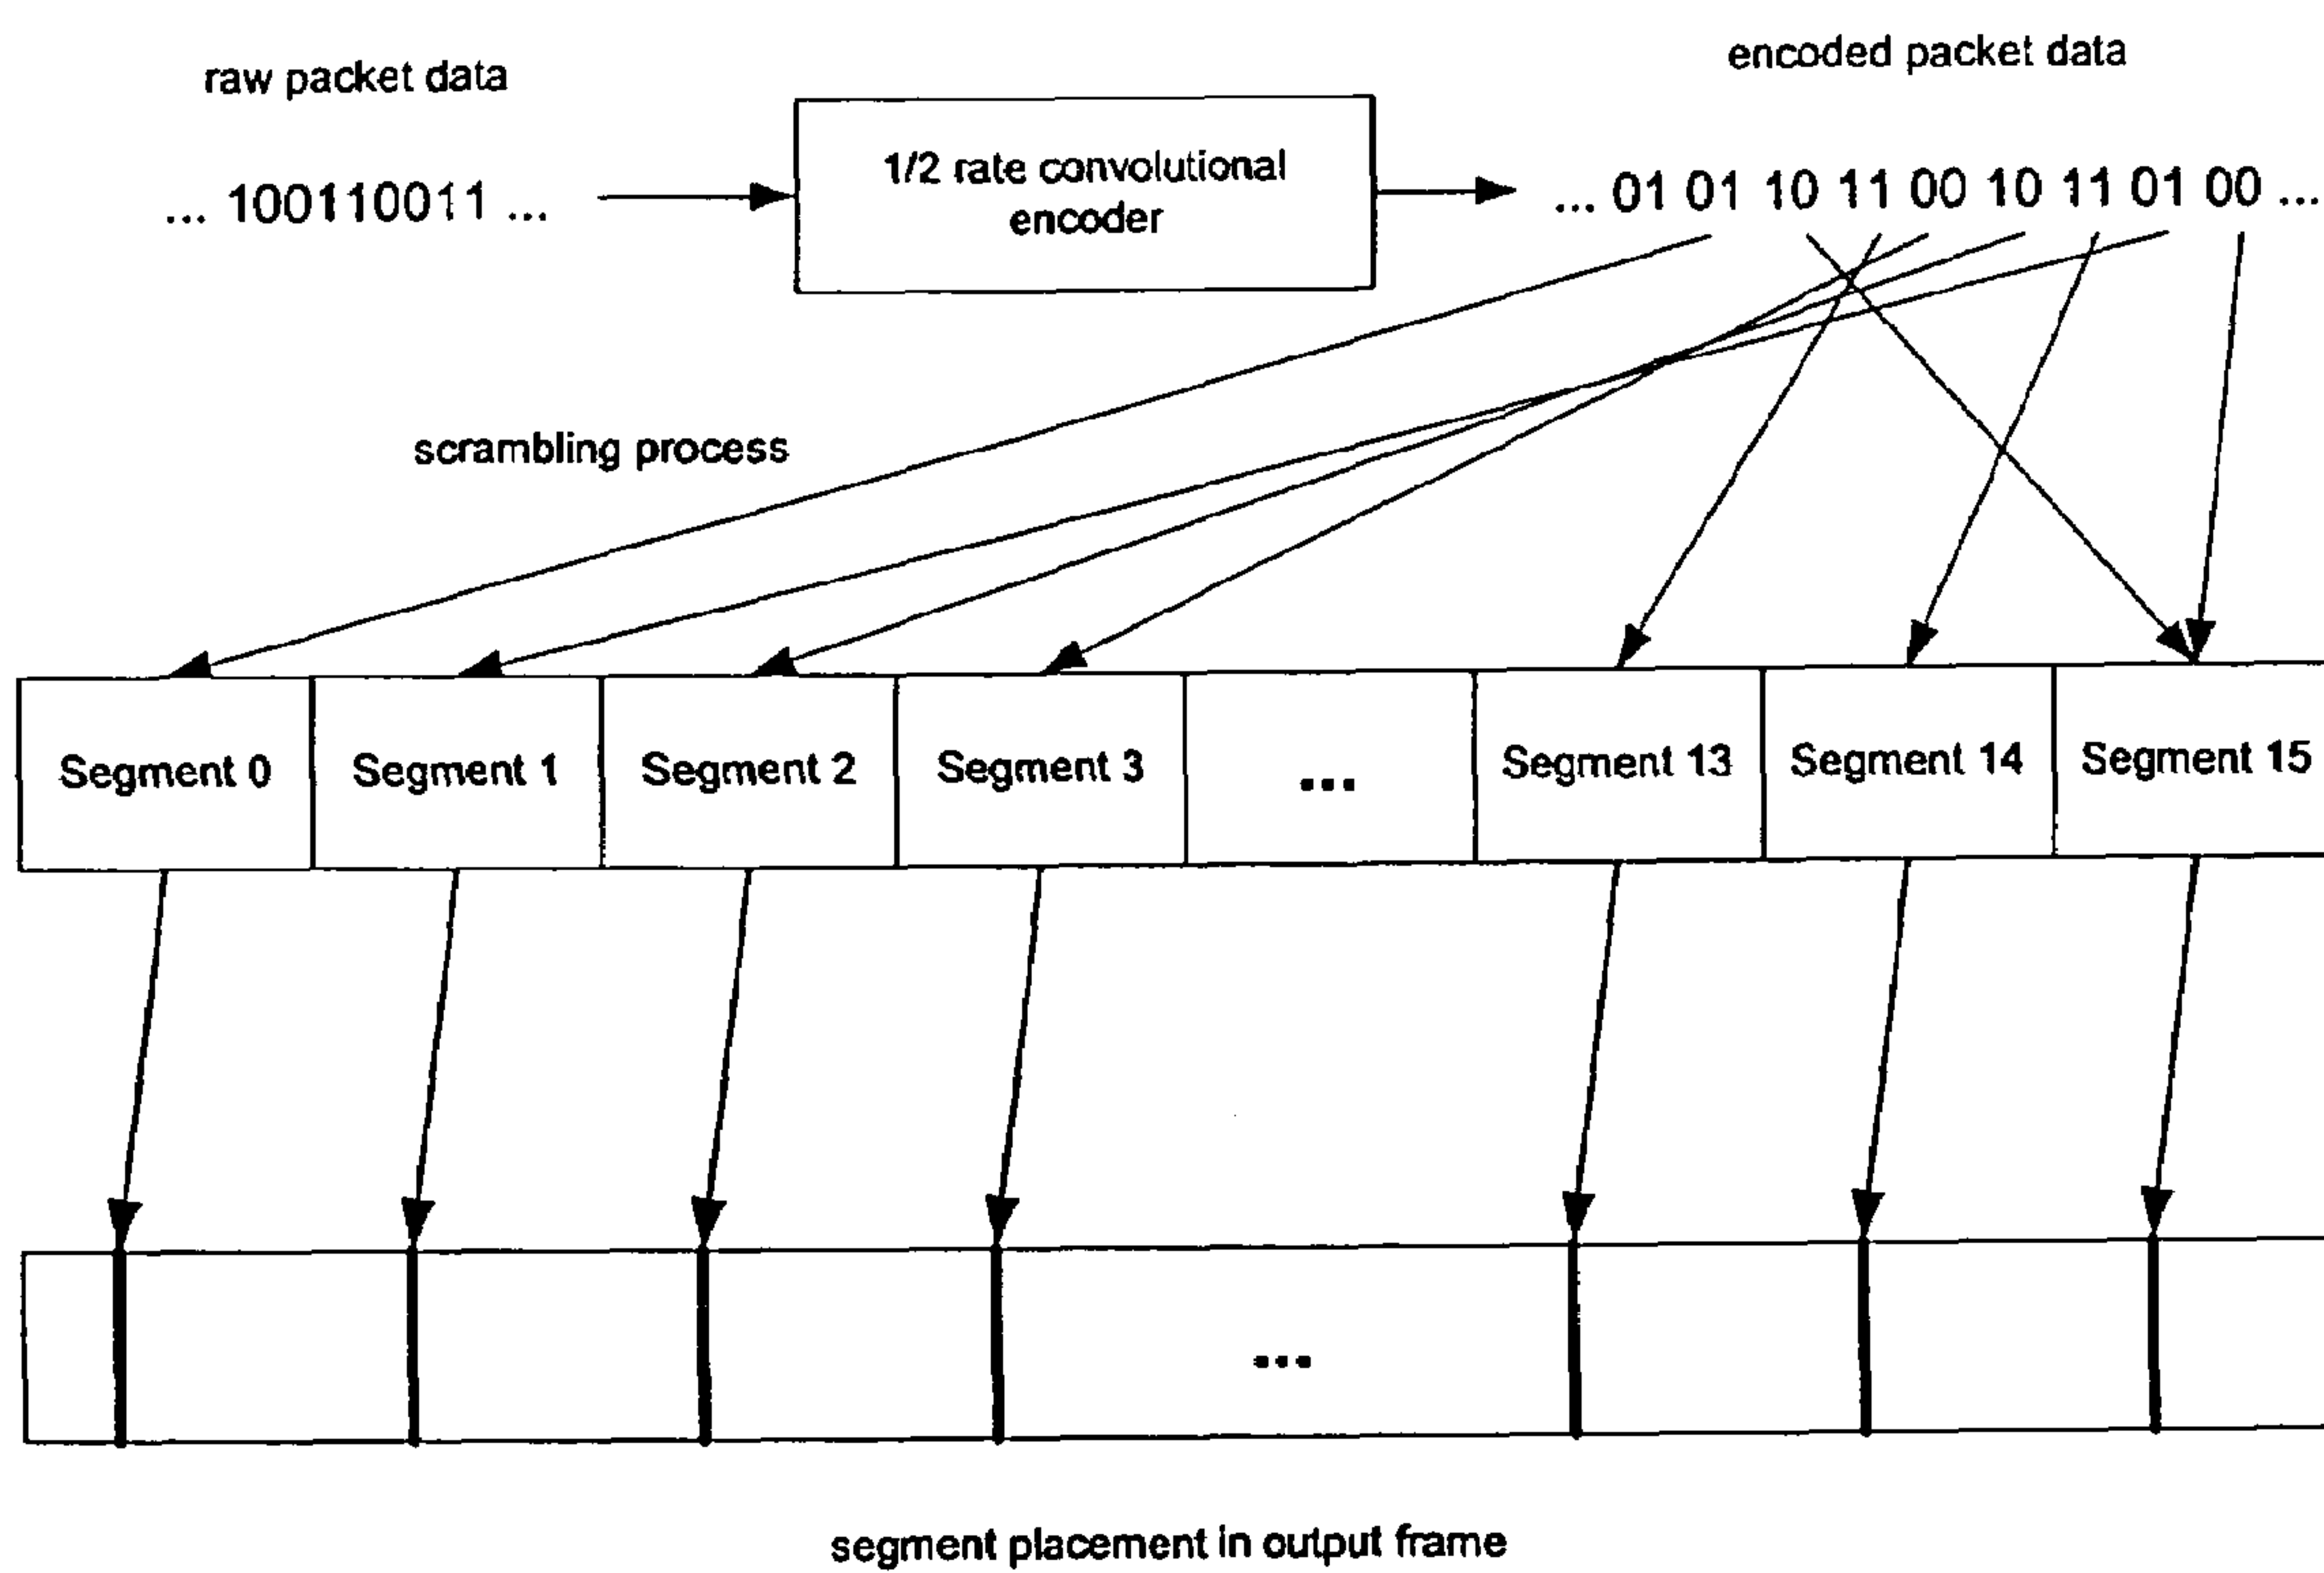 raw packet data
encoded packet data
1/2 rate convolutional
encoder
... 100110011 ...
... 01 01 10 11 00 10 11 01 00 ...
scrambling process
Segment 0
Segment 1
Segment 2
Segment 3
...
Segment 13
Segment 14
Segment 15
...
segment placement in output frame